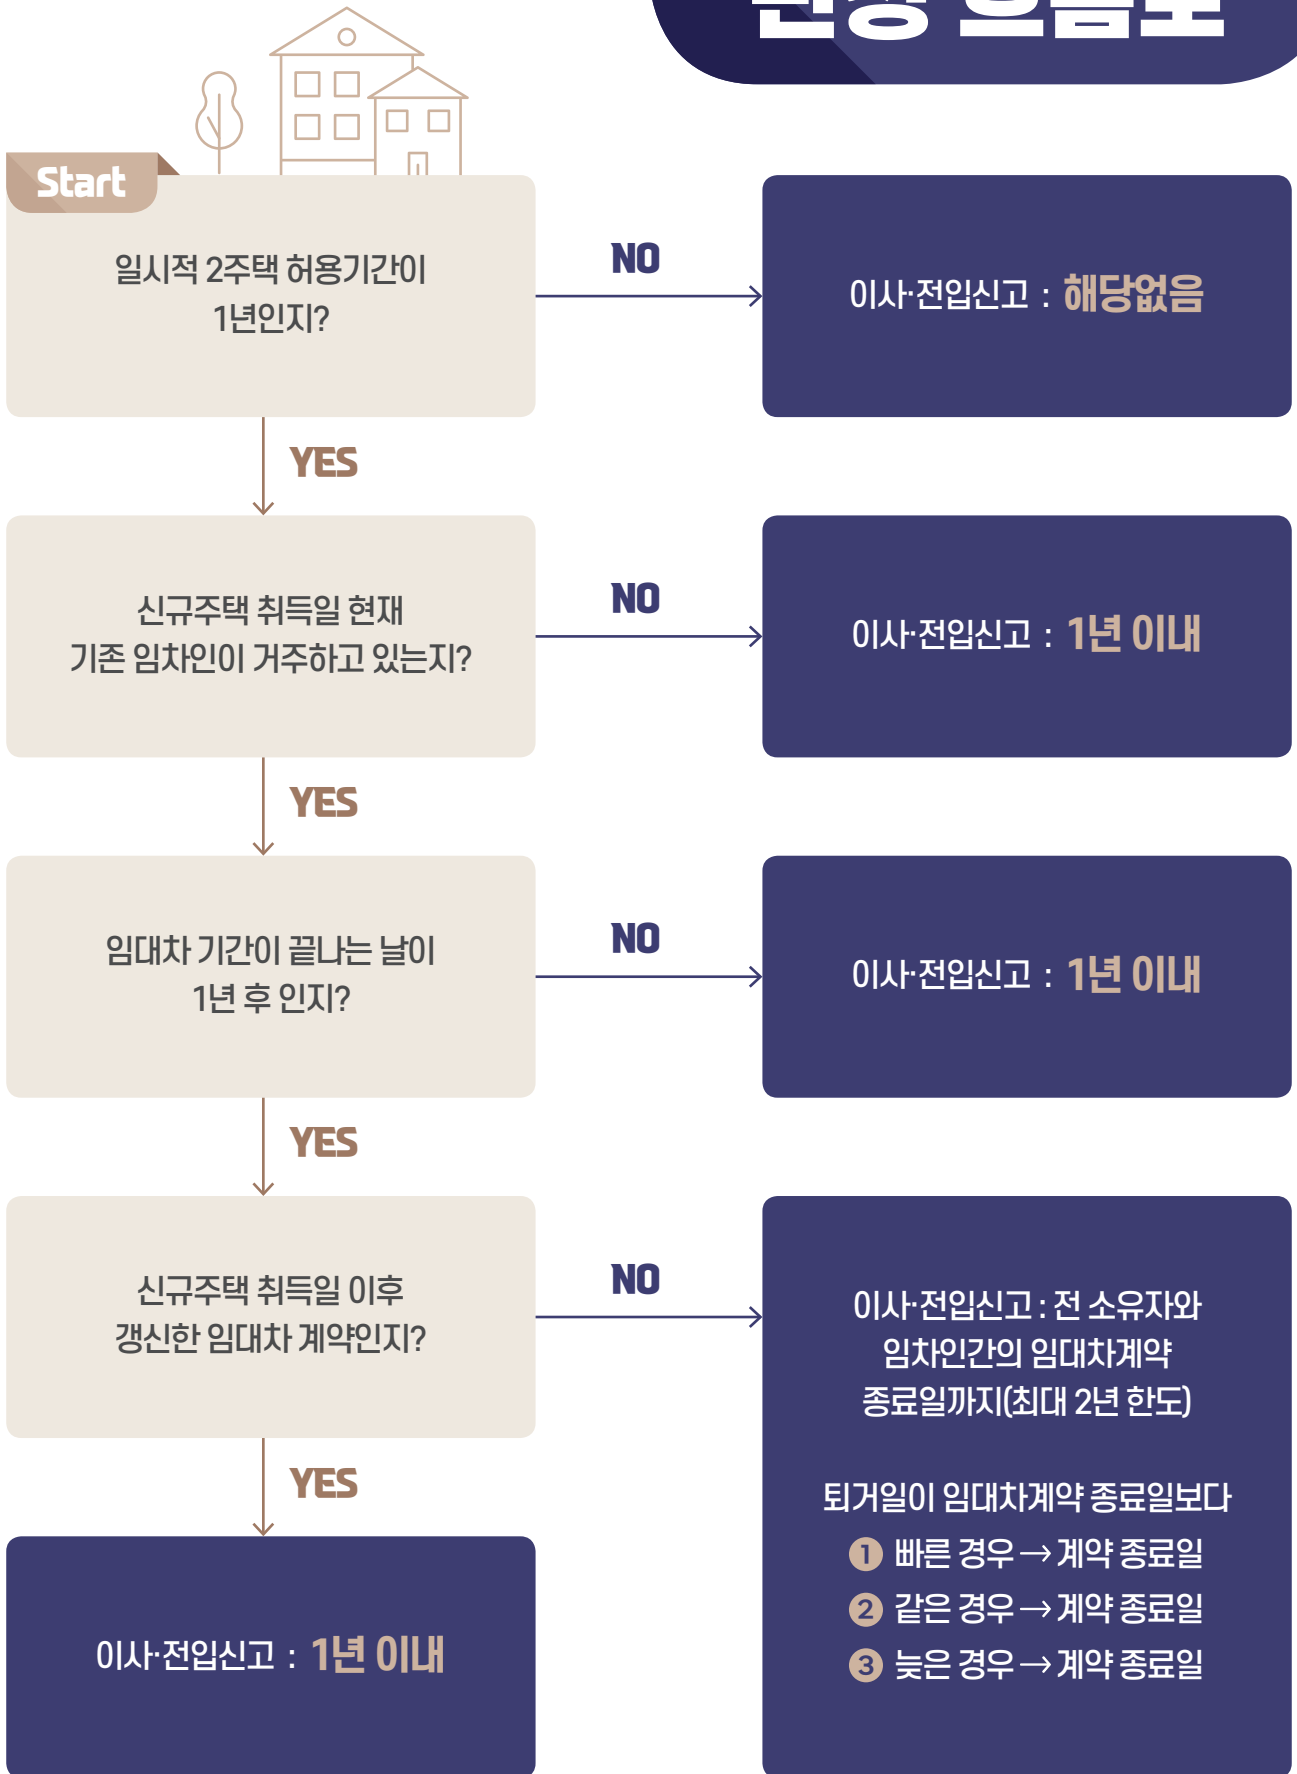 Start
일시적 2주택 허용기간이
1년인지?
NO
이사·전입신고 : 해당없음
YES
신규주택 취득일 현재
기존 임차인이 거주하고 있는지?
NO
이사·전입신고 : 1년 이내
YES
임대차 기간이 끝나는 날이
1년 후 인지?
NO
이사·전입신고 : 1년 이내
YES
신규주택 취득일 이후
갱신한 임대차 계약인지?
NO
이사·전입신고 : 전 소유자와
임차인간의 임대차계약
종료일까지(최대 2년 한도)
퇴거일이 임대차계약 종료일보다
1 빠른 경우 → 계약 종료일
2 같은 경우 → 계약 종료일
3 늦은 경우 → 계약 종료일
YES
이사·전입신고 : 1년 이내